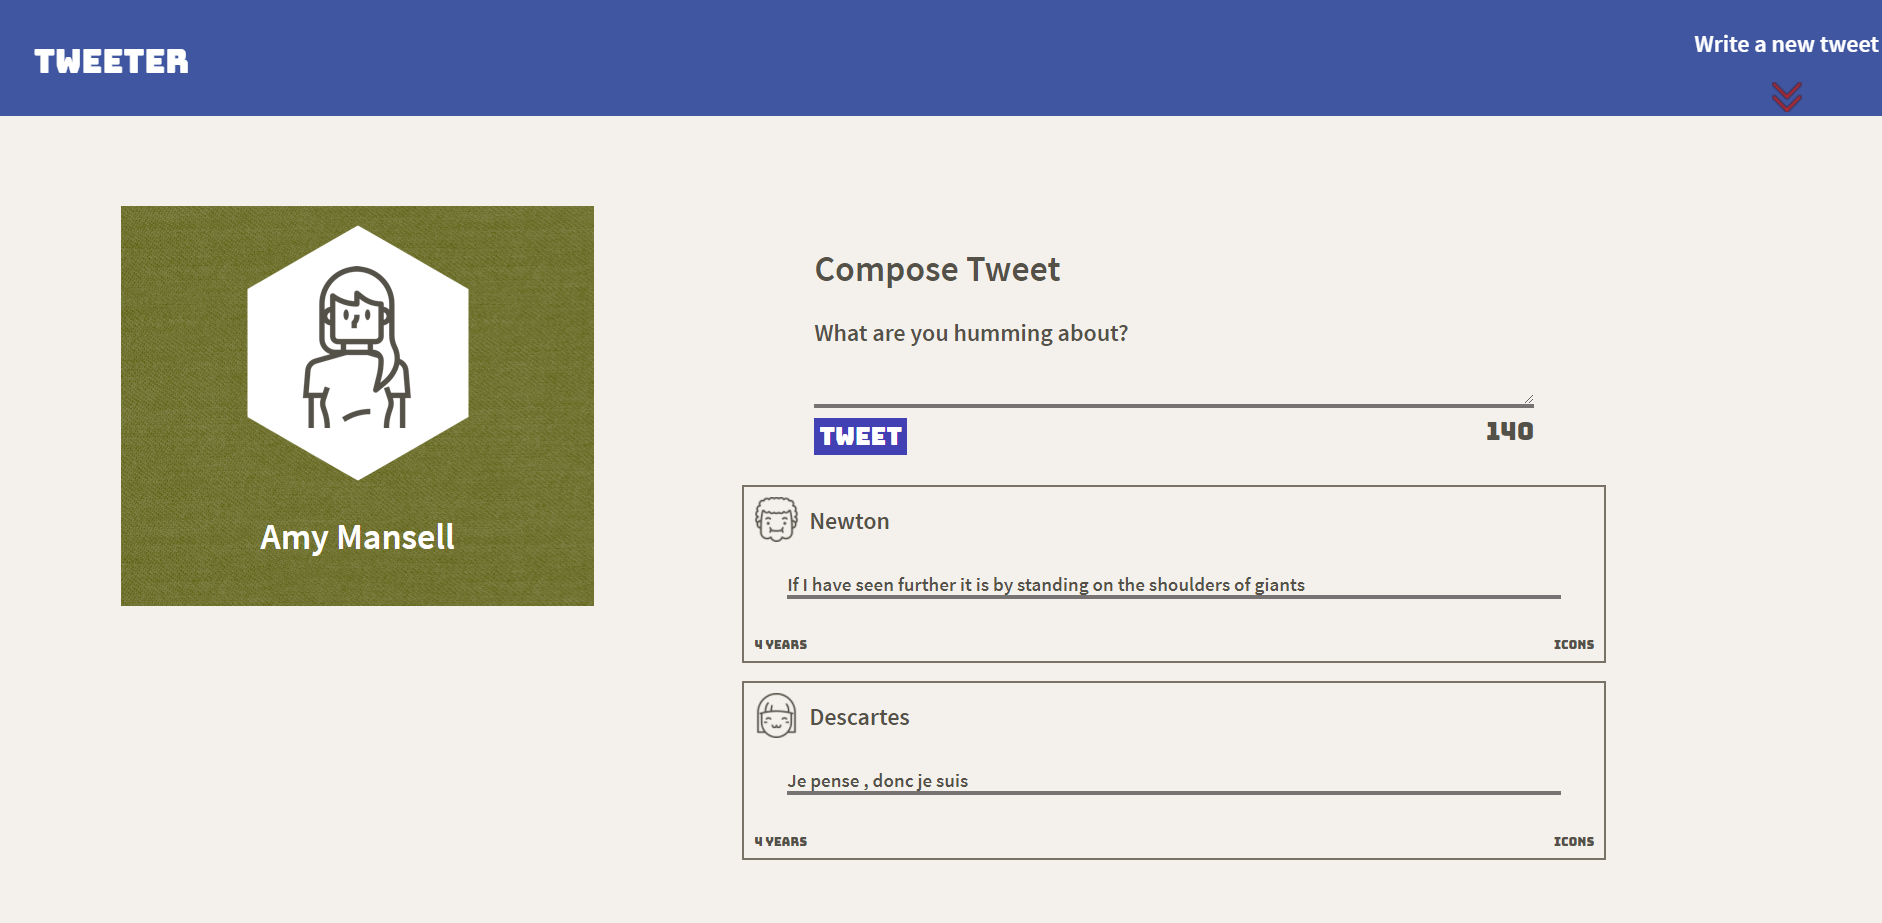 TWEETER
Write a new tweet
Amy Mansell
Compose Tweet
What are you humming about?
TWEET
140
Newton
If I have seen further it is by standing on the shoulders of giants
4 YEARS
ICONS
Descartes
Je pense , donc je suis
4 YEARS
ICONS